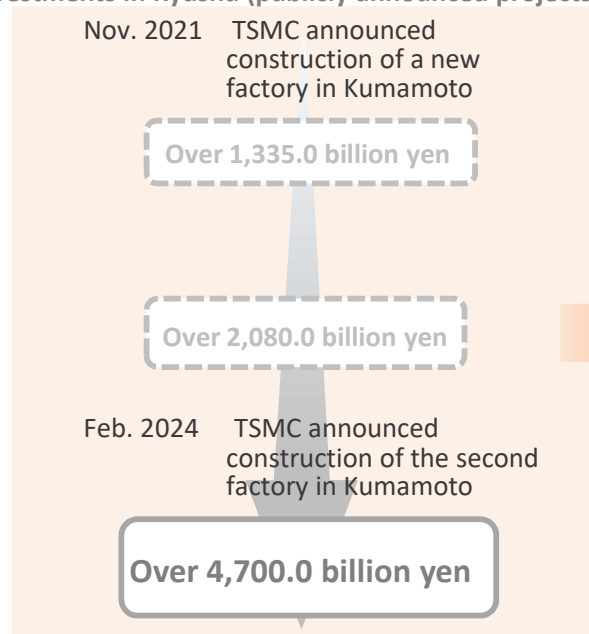 Nov. 2021 TSMC announced
construction of a new
factory in Kumamoto
Over 1,335.0 billion yen
Over 2,080.0 billion yen
Feb. 2024 TSMC announced
construction of the second
factory in Kumamoto
Over 4,700.0 billion yen